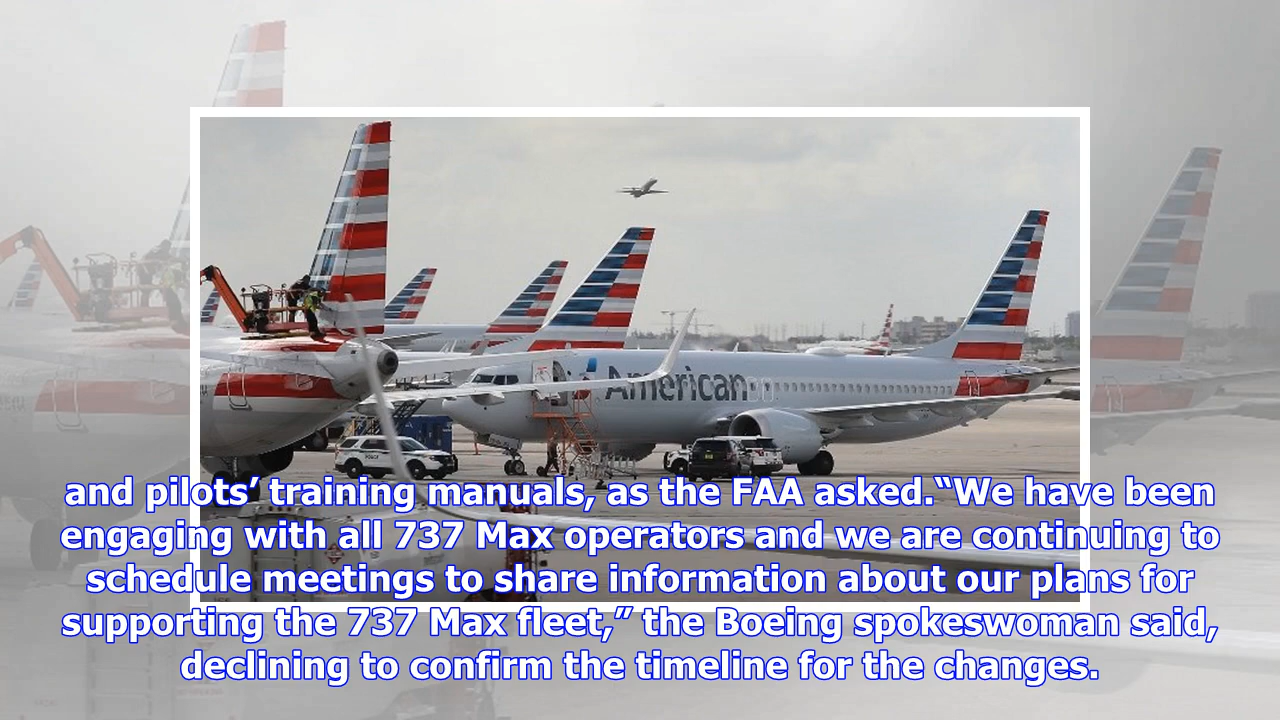 American
and pilots’ training manuals, as the FAA asked.“We have been
engaging with all 737 Max operators and we are continuing to
schedule meetings to share information about our plans for
supporting the 737 Max fleet,” the Boeing spokeswoman said,
declining to confirm the timeline for the changes.